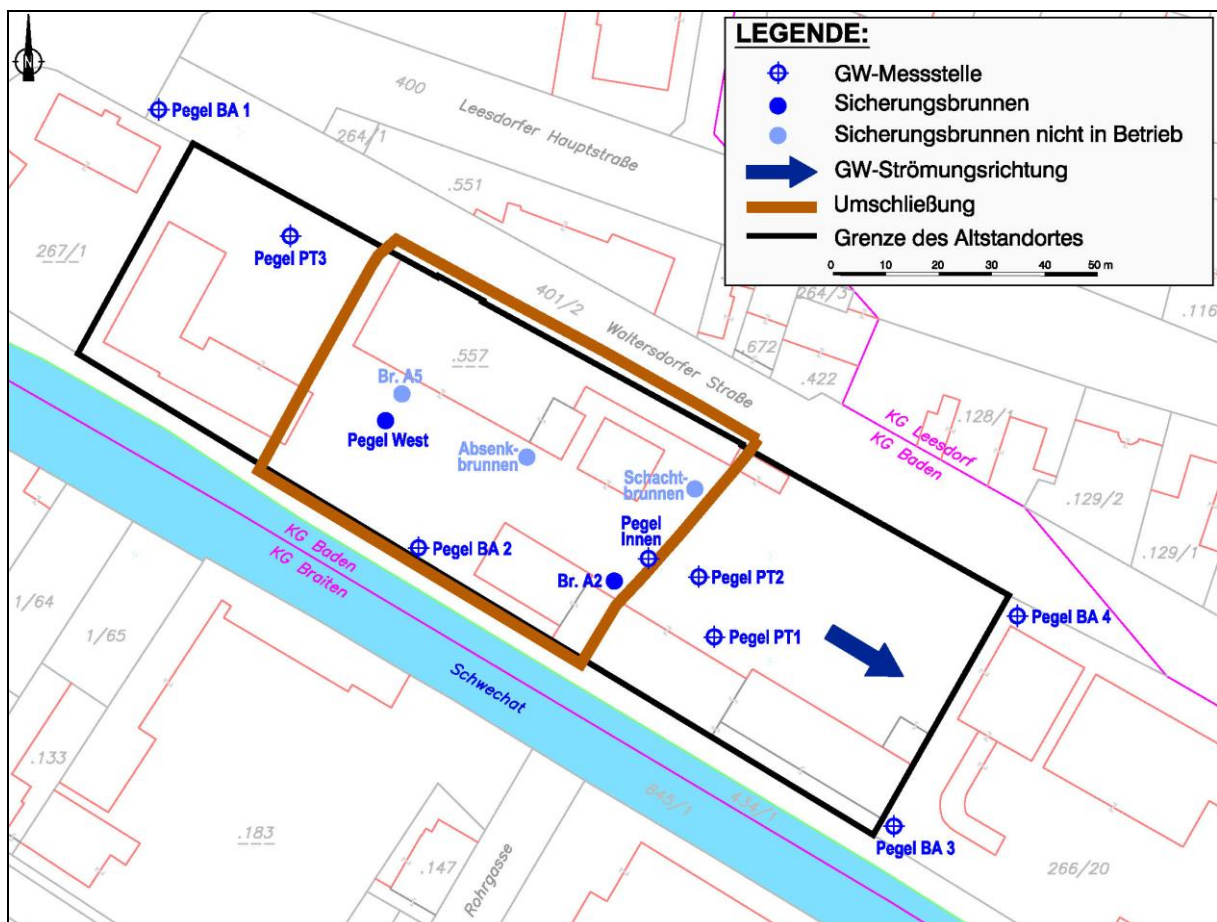 LEGENDE:
GW-Messstelle
Sicherungsbrunnen
Sicherungsbrunnen nicht in Betrieb
GW-Strömungsrichtung
Umschließung
Grenze des Altstandortes
0 10 20 30 40 50 m
N
Pegel BA 1
400
Leesdorfer Hauptstraße
264/1
.551
267/1
Pegel PT3
401/2
Waltersdorfer Straße
264/3
.116
.672
.422
.557
Br. A5
Pegel West
Absenk-
brunnen
Schacht-
brunnen
KG Leesdorf
KG Baden
.128/1
.129/2
.129/1
Pegel
Innen
Pegel BA 2
Br. A2
Pegel PT2
Pegel PT1
Pegel BA 4
KG Baden
KG Braiten
1/64
1/65
Schwechat
.133
.183
.147
Rohrgasse
845/1
434/1
Pegel BA 3
266/20